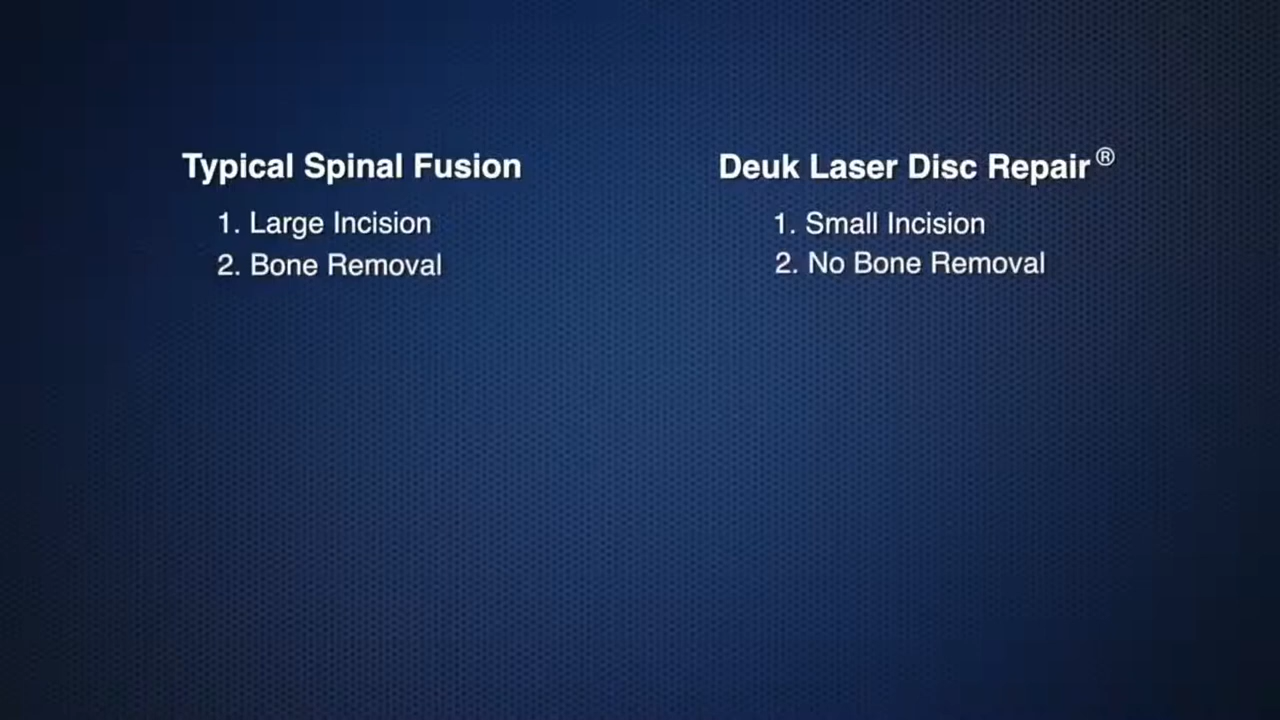 Typical Spinal Fusion
1. Large Incision
2. Bone Removal
Deuk Laser Disc Repair®
1. Small Incision
2. No Bone Removal